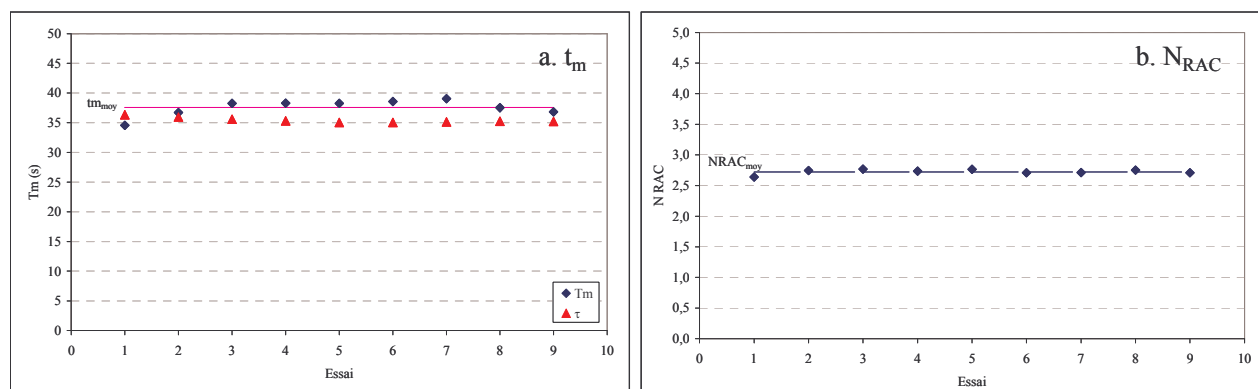 a. tm
50
45
40
35
30
25
20
15
10
5
0
Tm (s)
tmmoy
Tm
τ
0 1 2 3 4 5 6 7 8 9 10
Essai
b. NRAC
5,0
4,5
4,0
3,5
3,0
2,5
2,0
1,5
1,0
0,5
0,0
N RAC
NRACmoy
0 1 2 3 4 5 6 7 8 9 10
Essai